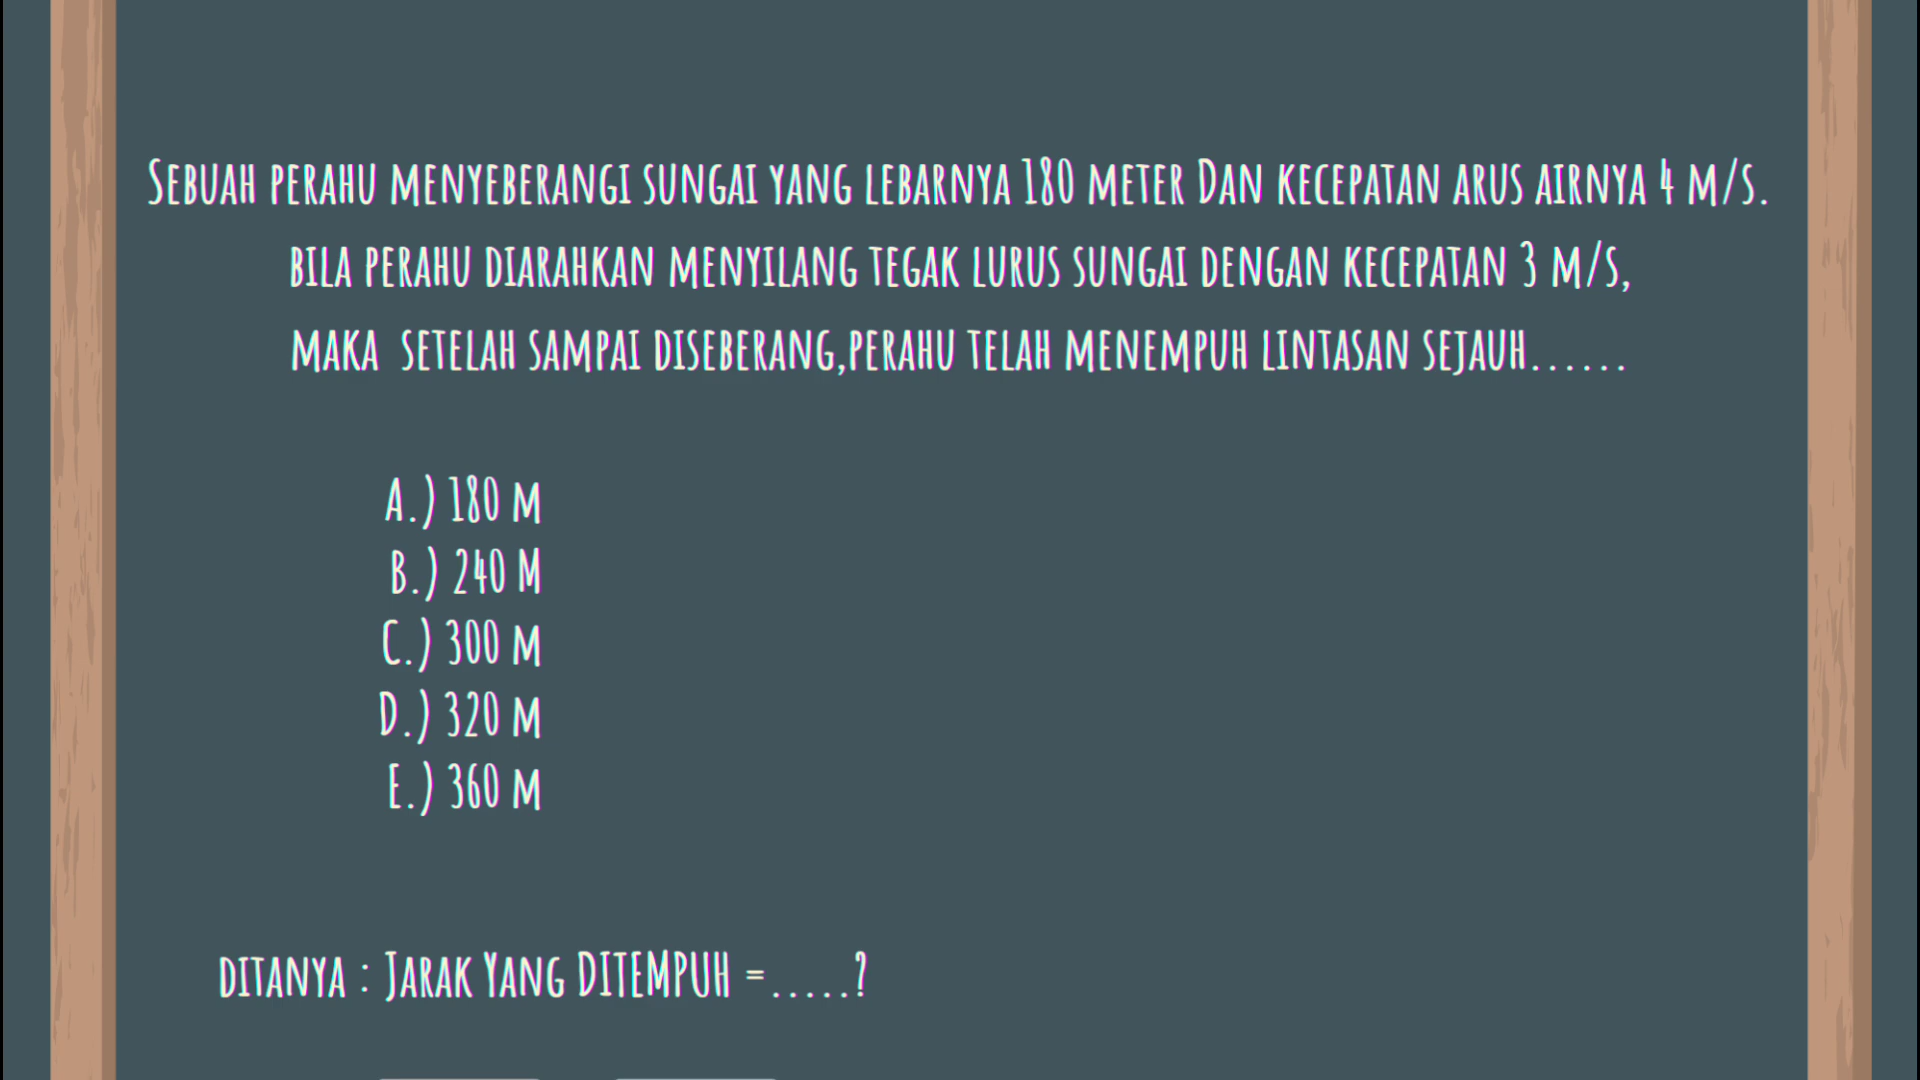 Sebuah perahu menyeberangi sungai yang lebarnya 180 meter Dan kecepatan arus airnya 4 m/s.
bila perahu diarahkan menyilang tegak lurus sungai dengan kecepatan 3 m/s,
maka setelah sampai diseberang,perahu telah menempuh lintasan sejauh......
A.) 180 m
B.) 240 M
C.) 300 m
D.) 320 m
E.) 360 m
ditanya : Jarak Yang DITEMPUH =.....?